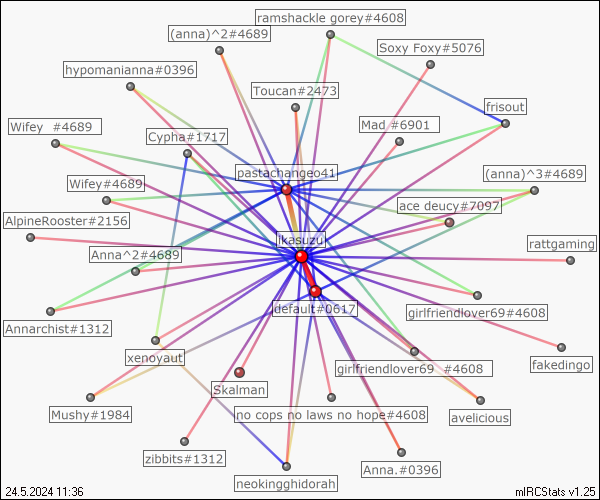 ramshackle gorey#4608
(anna)^2#4689
Soxy Foxy#5076
hypomanianna#0396
Toucan#2473
frisout
Wifey  #4689
Cypha#1717
Mad #6901
pastachangeo41
(anna)^3#4689
Wifey#4689
ace deucy#7097
AlpineRooster#2156
ikasuzu
rattgaming
Anna^2#4689
default#0617
girlfriendlover69#4608
Annarchist#1312
xenoyaut
girlfriendlover69  #4608
fakedingo
Skalman
Mushy#1984
no cops no laws no hope#4608
avelicious
zibbits#1312
Anna.#0396
neokingghidorah
24.5.2024 11:36
mIRCStats v1.25